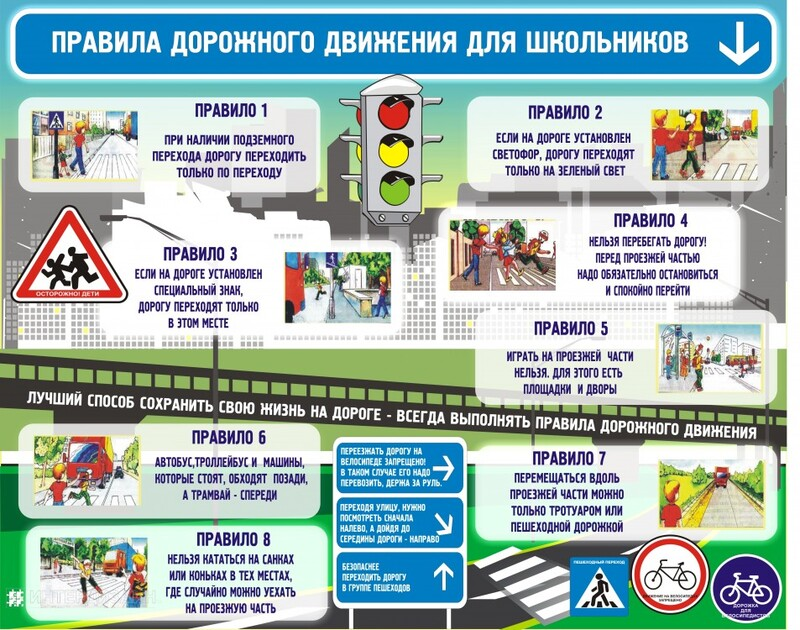 ПРАВИЛА ДОРОЖНОГО ДВИЖЕНИЯ ДЛЯ ШКОЛЬНИКОВ
ПРАВИЛО 1
ПРИ НАЛИЧИИ ПОДЗЕМНОГО
ПЕРЕХОДА ДОРОГУ ПЕРЕХОДИТЬ
ТОЛЬКО ПО ПЕРЕХОДУ
ПРАВИЛО 2
ЕСЛИ НА ДОРОГЕ УСТАНОВЛЕН
СВЕТОФОР, ДОРОГУ ПЕРЕХОДЯТ
ТОЛЬКО НА ЗЕЛЕНЫЙ СВЕТ
ОСТОРОЖНО! ДЕТИ
ПРАВИЛО 3
ЕСЛИ НА ДОРОГЕ УСТАНОВЛЕН
СПЕЦИАЛЬНЫЙ ЗНАК,
ДОРОГУ ПЕРЕХОДЯТ ТОЛЬКО
В ЭТОМ МЕСТЕ
ПРАВИЛО 4
НЕЛЬЗЯ ПЕРЕБЕГАТЬ ДОРОГУ!
ПЕРЕД ПРОЕЗЖЕЙ ЧАСТЬЮ
НАДО ОБЯЗАТЕЛЬНО ОСТАНОВИТЬСЯ
И СПОКОЙНО ПЕРЕЙТИ
ПРАВИЛО 5
ИГРАТЬ НА ПРОЕЗЖЕЙ ЧАСТИ
НЕЛЬЗЯ. ДЛЯ ЭТОГО ЕСТЬ
ПЛОЩАДКИ И ДВОРЫ
ЛУЧШИЙ СПОСОБ СОХРАНИТЬ СВОЮ ЖИЗНЬ НА ДОРОГЕ - ВСЕГДА ВЫПОЛНЯТЬ ПРАВИЛА ДОРОЖНОГО ДВИЖЕНИЯ
ПРАВИЛО 6
АВТОБУС,ТРОЛЛЕЙБУС И МАШИНЫ,
КОТОРЫЕ СТОЯТ, ОБХОДЯТ ПОЗАДИ,
А ТРАМВАЙ - СПЕРЕДИ
ПЕРЕЕЗЖАТЬ ДОРОГУ НА
ВЕЛОСИПЕДЕ ЗАПРЕЩЕНО!
В ТАКОМ СЛУЧАЕ ЕГО НАДО
ПЕРЕВОЗИТЬ, ДЕРЖА ЗА РУЛЬ.
ПЕРЕХОДЯ УЛИЦУ, НУЖНО
ПОСМОТРЕТЬ СНАЧАЛА
НАЛЕВО, А ДОЙДЯ ДО
СЕРЕДИНЫ ДОРОГИ - НАПРАВО
БЕЗОПАСНЕЕ
ПЕРЕХОДИТЬ ДОРОГУ
В ГРУППЕ ПЕШЕХОДОВ
ПРАВИЛО 7
ПЕРЕМЕЩАТЬСЯ ВДОЛЬ
ПРОЕЗЖЕЙ ЧАСТИ МОЖНО
ТОЛЬКО ТРОТУАРОМ ИЛИ
ПЕШЕХОДНОЙ ДОРОЖКОЙ
ПРАВИЛО 8
НЕЛЬЗЯ КАТАТЬСЯ НА САНКАХ
ИЛИ КОНЬКАХ В ТЕХ МЕСТАХ,
ГДЕ СЛУЧАЙНО МОЖНО УЕХАТЬ
НА ПРОЕЗЖУЮ ЧАСТЬ
ПЕШЕХОДНЫЙ ПЕРЕХОД
ДВИЖЕНИЕ НА ВЕЛОСИПЕДЕ
ЗАПРЕЩЕНО
ДОРОЖКА
ДЛЯ
ВЕЛОСИПЕДИСТОВ